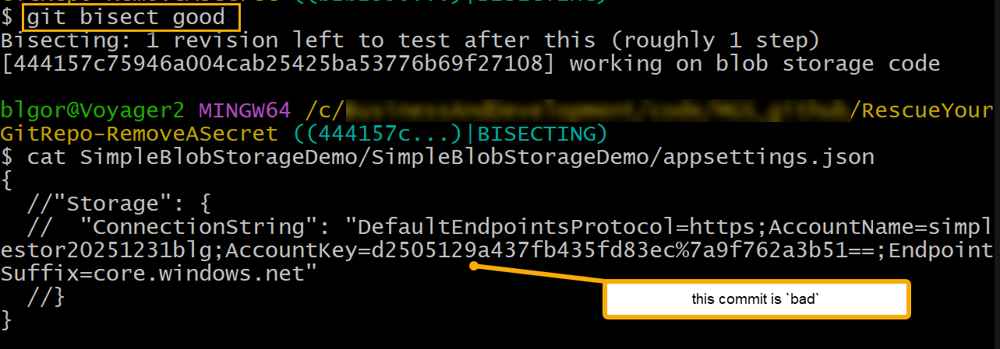 $ git bisect good
Bisecting: 1 revision left to test after this (roughly 1 step)
[444157c75946a004cab25425ba53776b69f27108] working on blob storage code
blgor@Voyager2 MINGW64 /c/ /RescueYour
GitRepo-RemoveASecret ((444157c...)|BISECTING)
$ cat SimpleBlobStorageDemo/SimpleBlobStorageDemo/appsettings.json
{
//"Storage": {
// "ConnectionString": "DefaultEndpointsProtocol=https;AccountName=simpl
estor20251231blg;AccountKey=d2505129a437fb435fd83ec%7a9f762a3b51==;Endpoint
Suffix=core.windows.net"
this commit is `bad`
//}
}